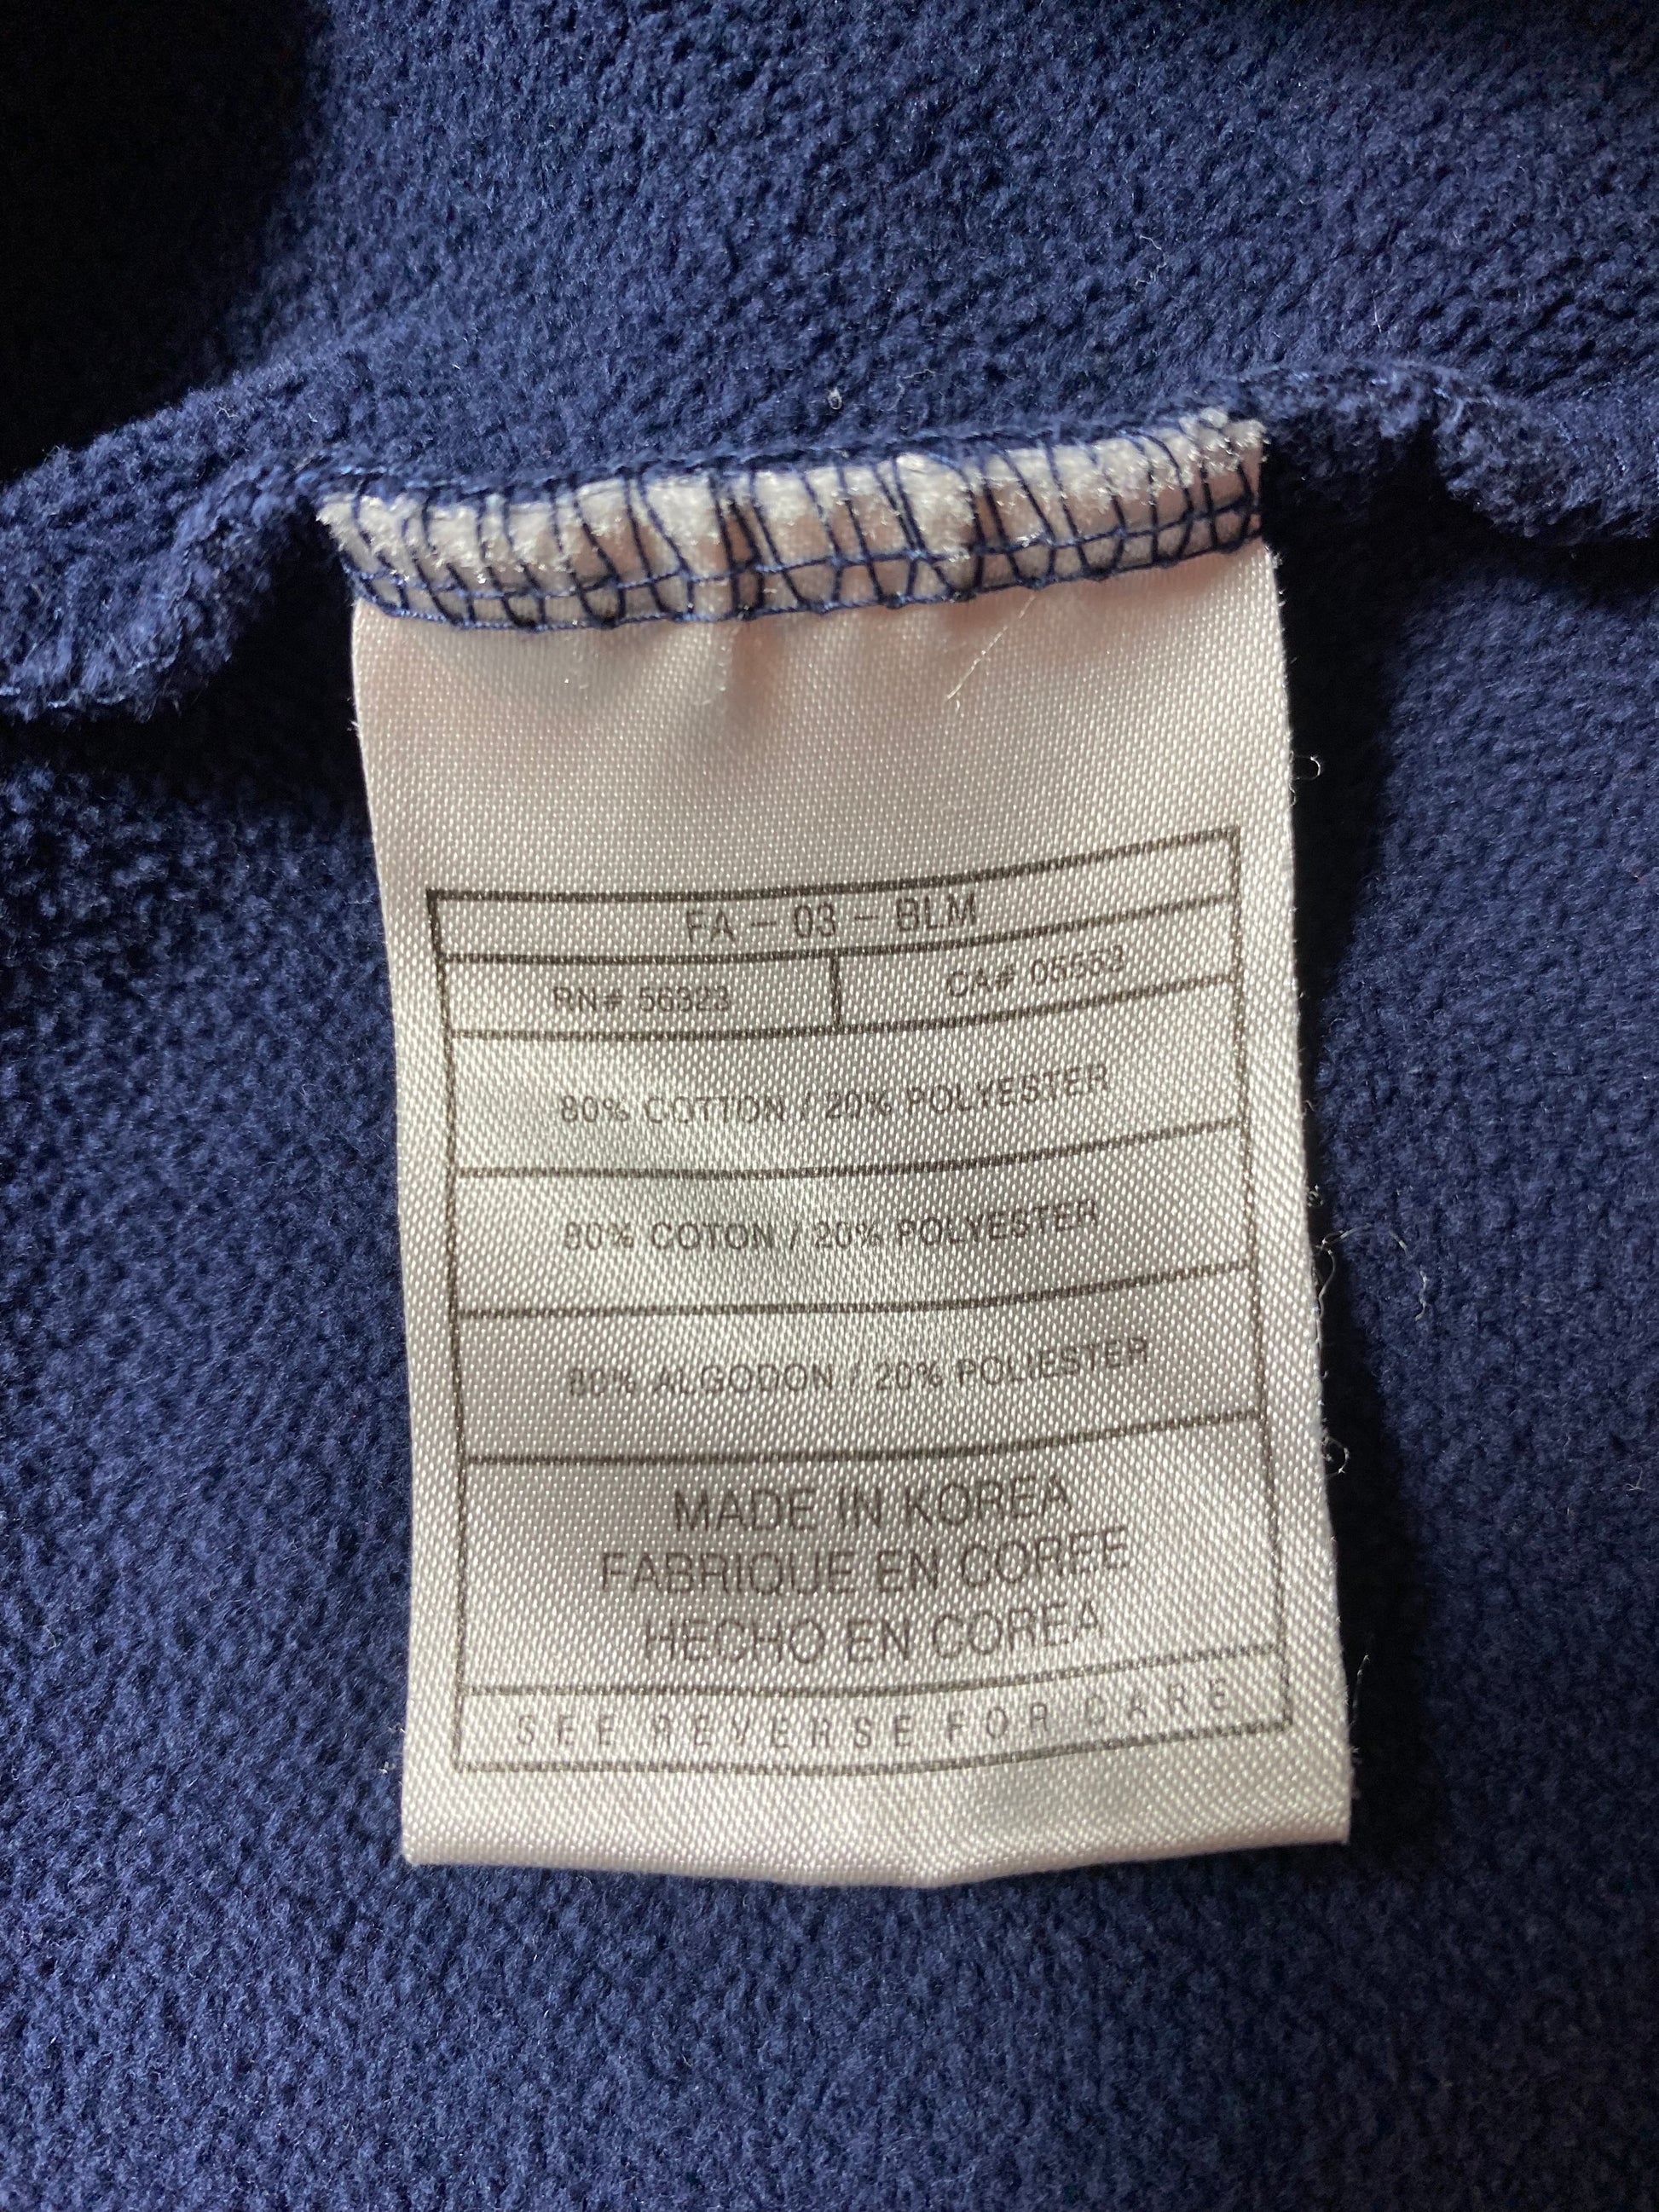 FA - 03 - BLM
RN# 56323 CA# 05553
80% COTTON / 20% POLYESTER
80% COTON / 20% POLYESTER
80% ALGODON / 20% POLIESTER
MADE IN KOREA
FABRIQUE EN COREE
HECHO EN COREA
SEE REVERSE FOR CARE